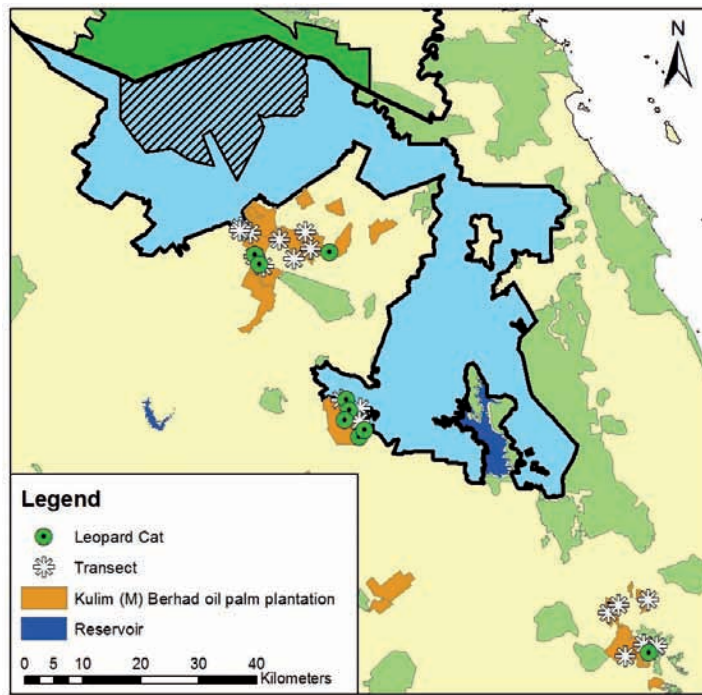 N
Legend
Leopard Cat
Transect
Kulim (M) Berhad oil palm plantation
Reservoir
0 5 10 20 30 40
Kilometers